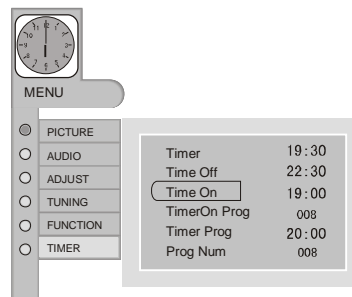 MENU
PICTURE
AUDIO
ADJUST
TUNING
FUNCTION
TIMER
Timer 19:30
Time Off 22:30
Time On 19:00
TimerOn Prog 008
Timer Prog 20:00
Prog Num 008